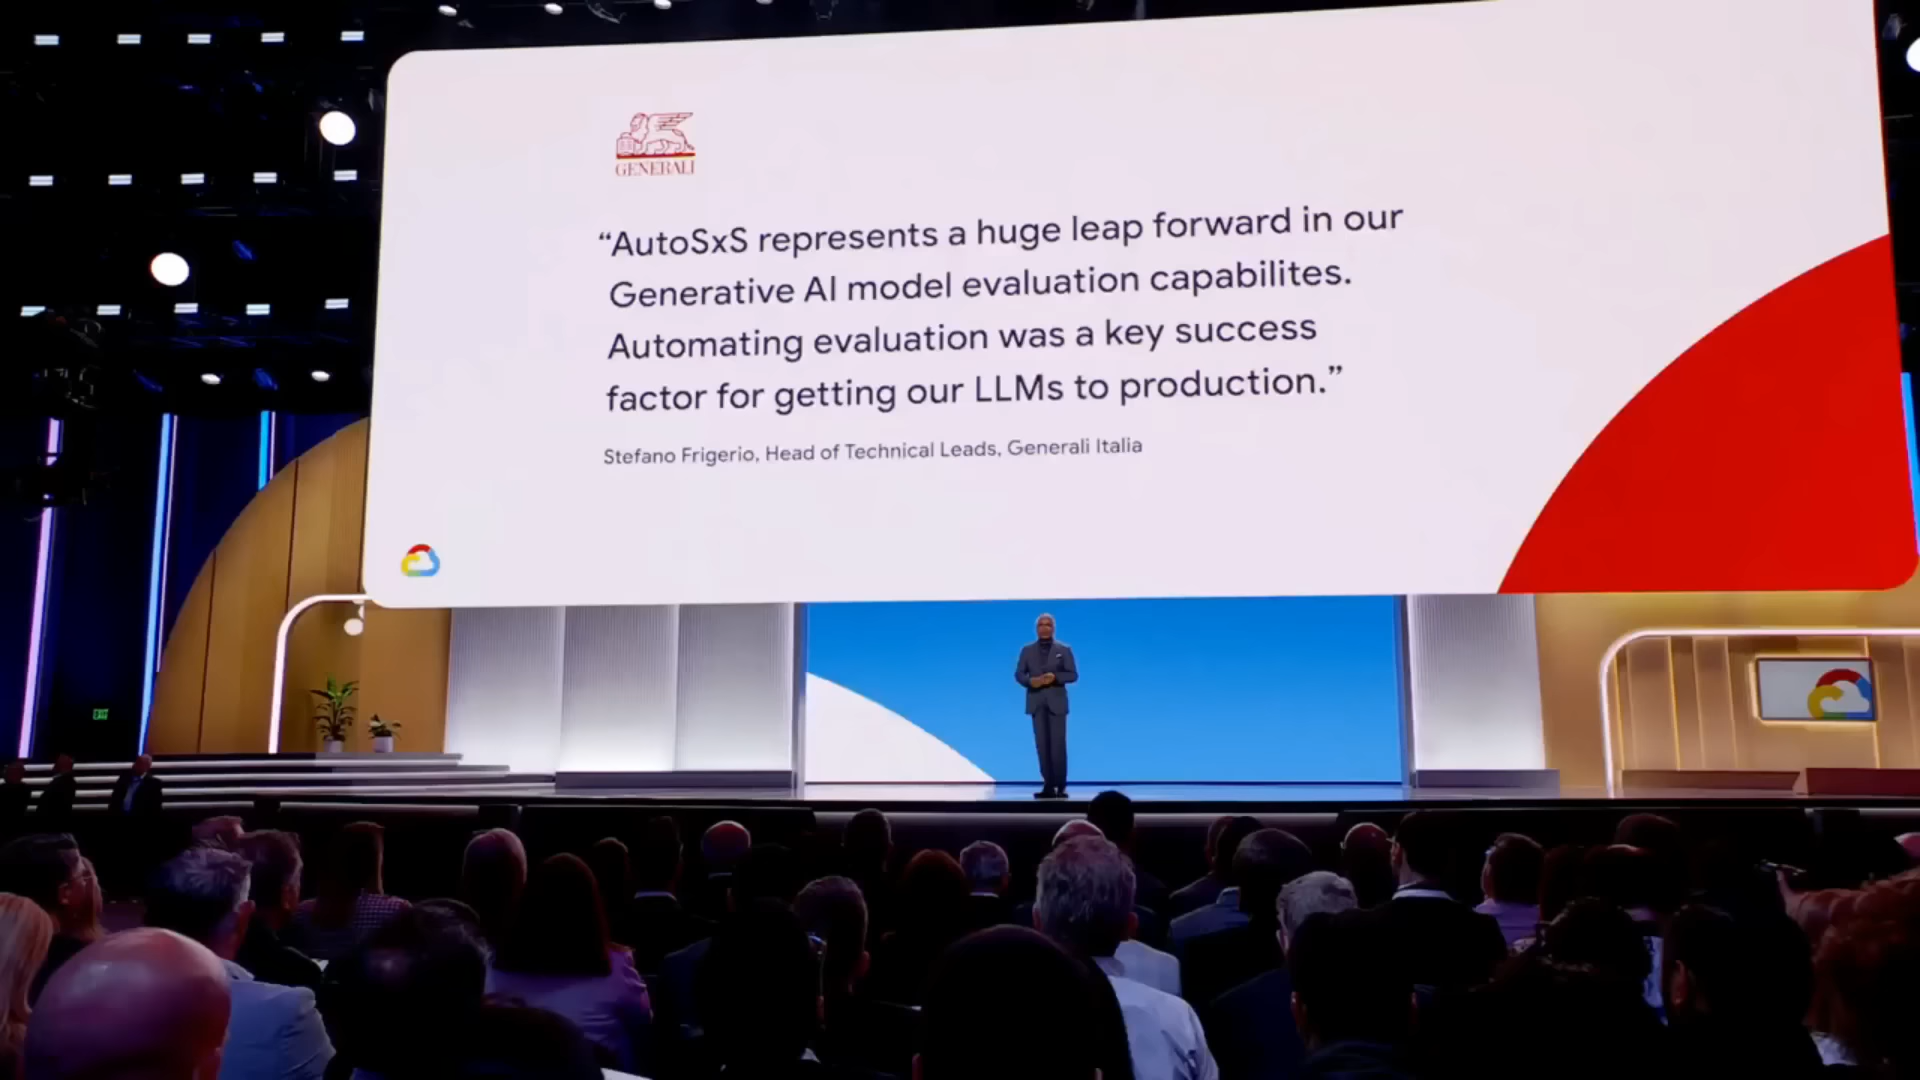 GENERALI
“AutoSxS represents a huge leap forward in our
Generative AI model evaluation capabilites.
Automating evaluation was a key success
factor for getting our LLMs to production.”
Stefano Frigerio, Head of Technical Leads, Generali Italia
EXIT